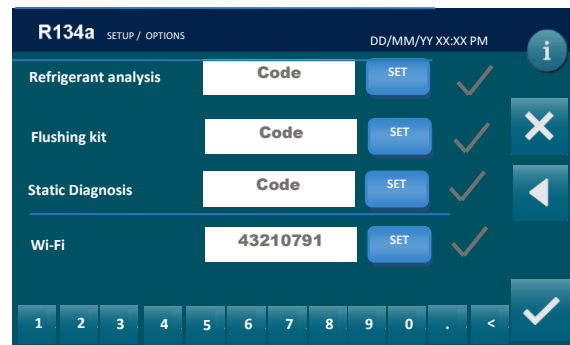 R134a SETUP / OPTIONS DD/MM/YY XX:XX PM
i
Refrigerant analysis Code SET
Flushing kit Code SET
Static Diagnosis Code SET
Wi-Fi 43210791 SET
1 2 3 4 5 6 7 8 9 0 . <